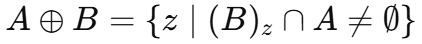 A ⊕ B = {z | (B)_z ∩ A ≠ ∅}